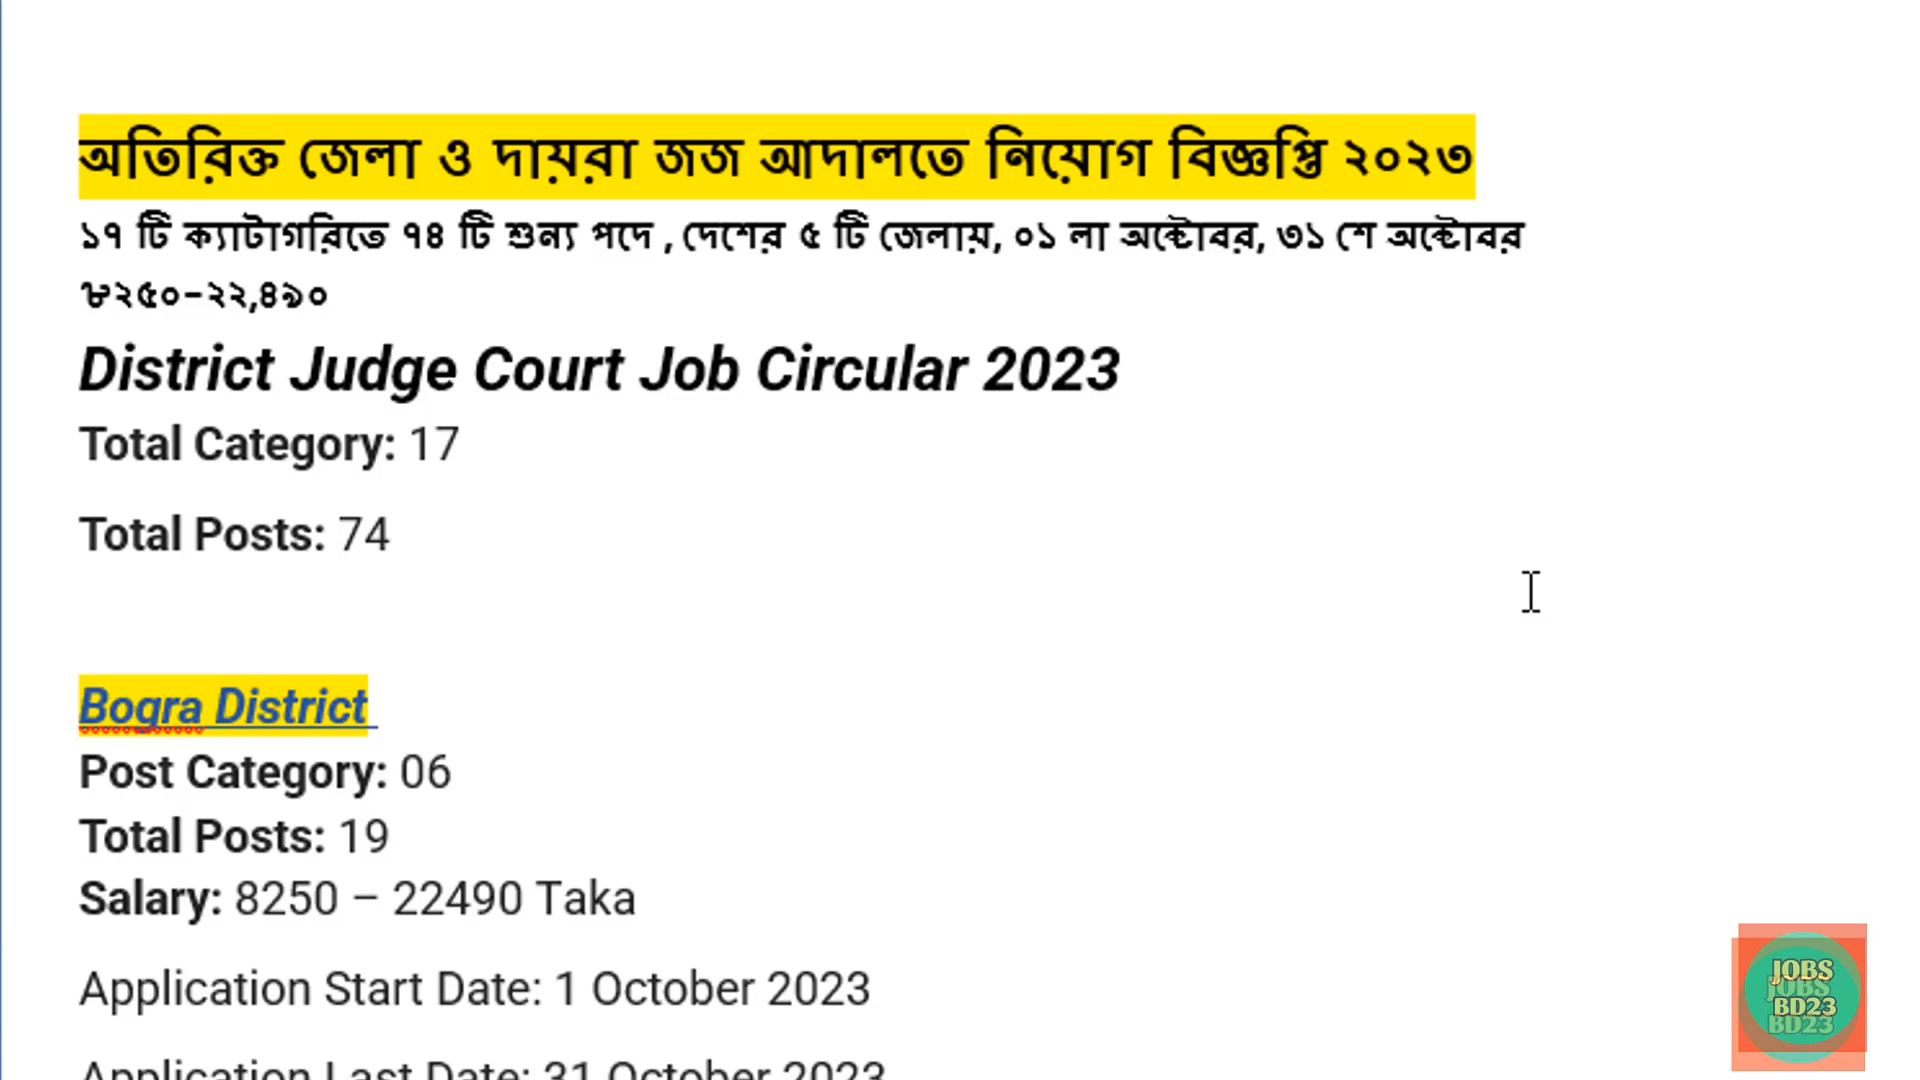 অতিরিক্ত জেলা ও দায়রা জজ আদালতে নিয়োগ বিজ্ঞপ্তি ২০২৩
১৭ টি ক্যাটাগরিতে ৭৪ টি শুন্য পদে , দেশের ৫ টি জেলায়, ০১ লা অক্টোবর, ৩১ শে অক্টোবর
৮২৫০-২২,৪৯০
District Judge Court Job Circular 2023
Total Category: 17
Total Posts: 74
Bogra District
Post Category: 06
Total Posts: 19
Salary: 8250 – 22490 Taka
Application Start Date: 1 October 2023
Application Last Date: 31 October 2023
JOBS
JOBS
BD23
BD23